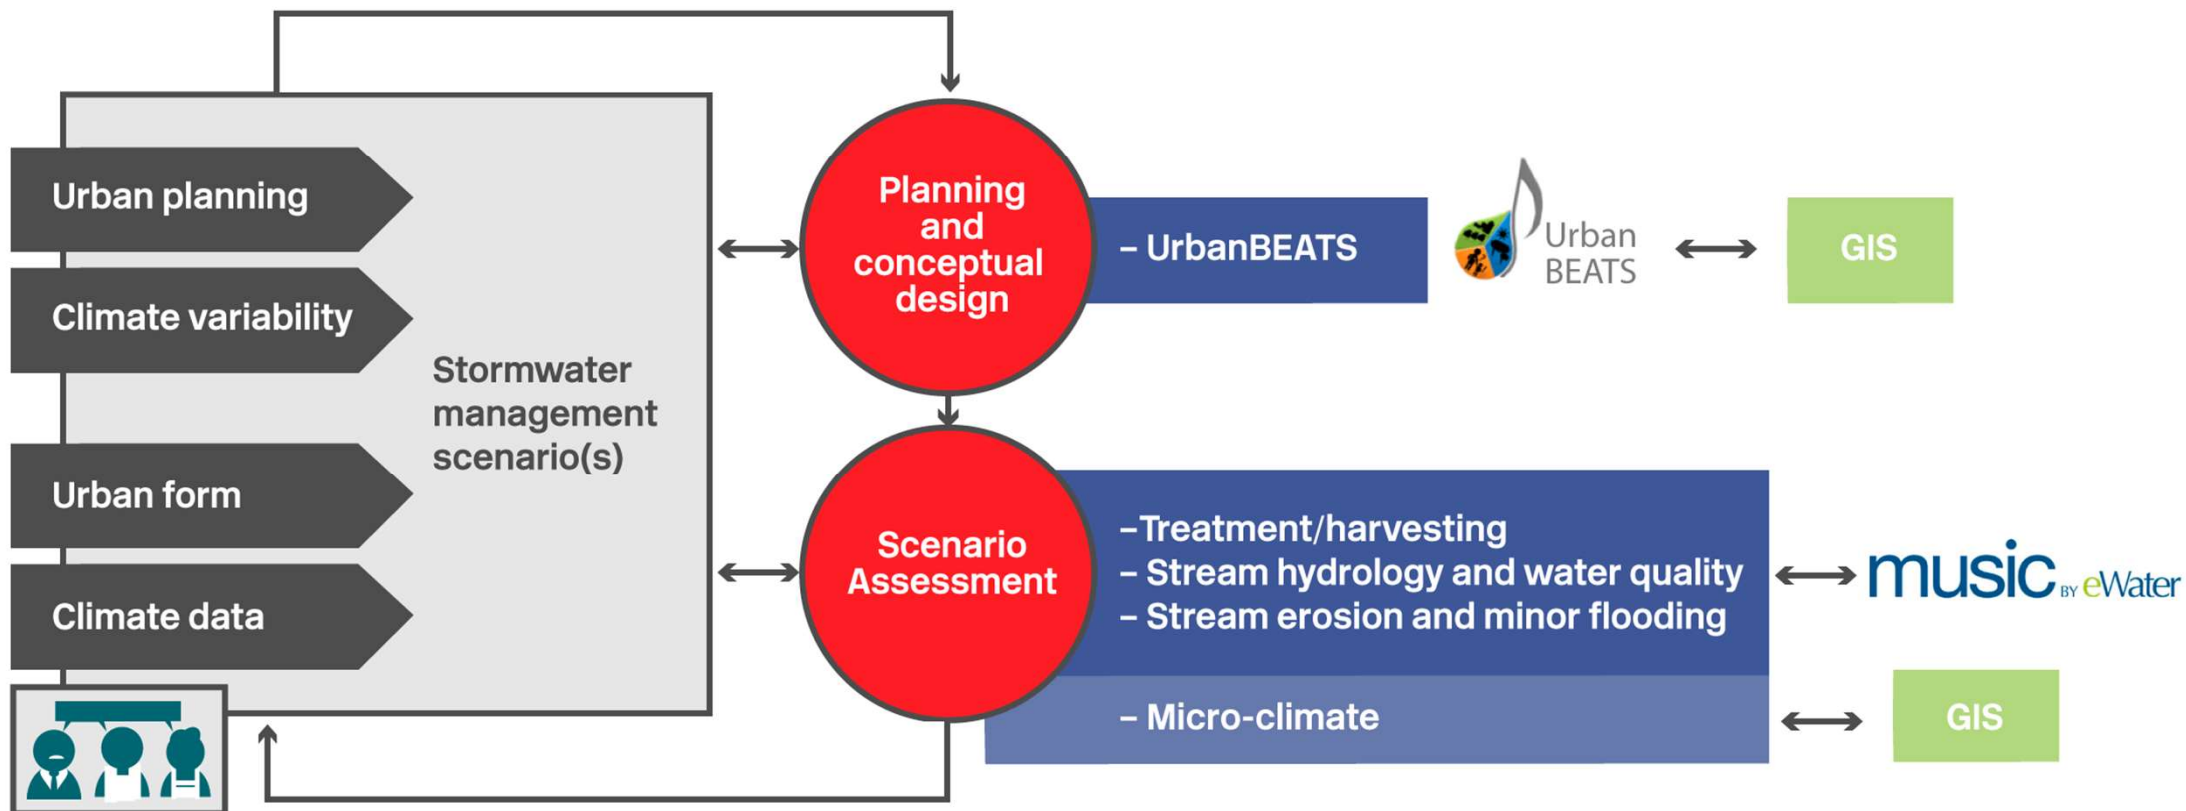 Urban planning
Climate variability
Urban form
Climate data
Stormwater
management
scenario(s)
Planning
and
conceptual
design
– UrbanBEATS
Urban
BEATS
GIS
Scenario
Assessment
–Treatment/harvesting
– Stream hydrology and water quality
– Stream erosion and minor flooding
music BY eWater
– Micro-climate
GIS